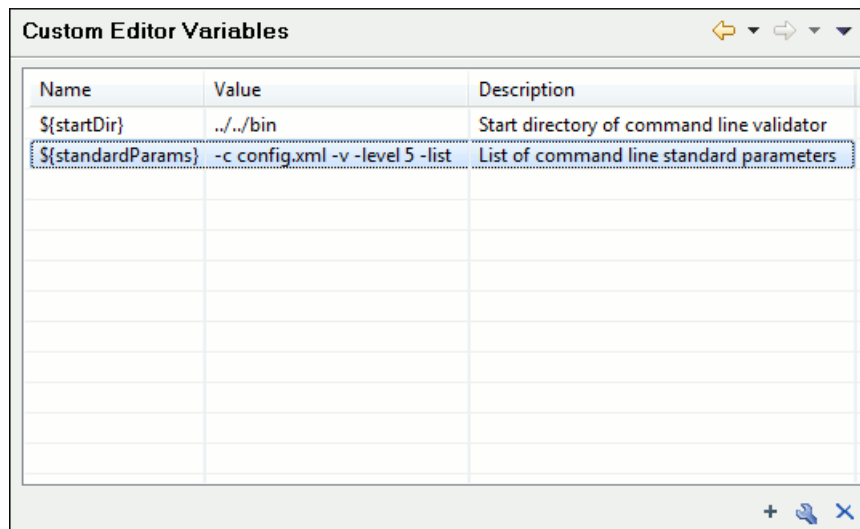 Custom Editor Variables
Name Value Description
${startDir} ../../bin Start directory of command line validator
${standardParams} -c config.xml -v -level 5 -list List of command line standard parameters